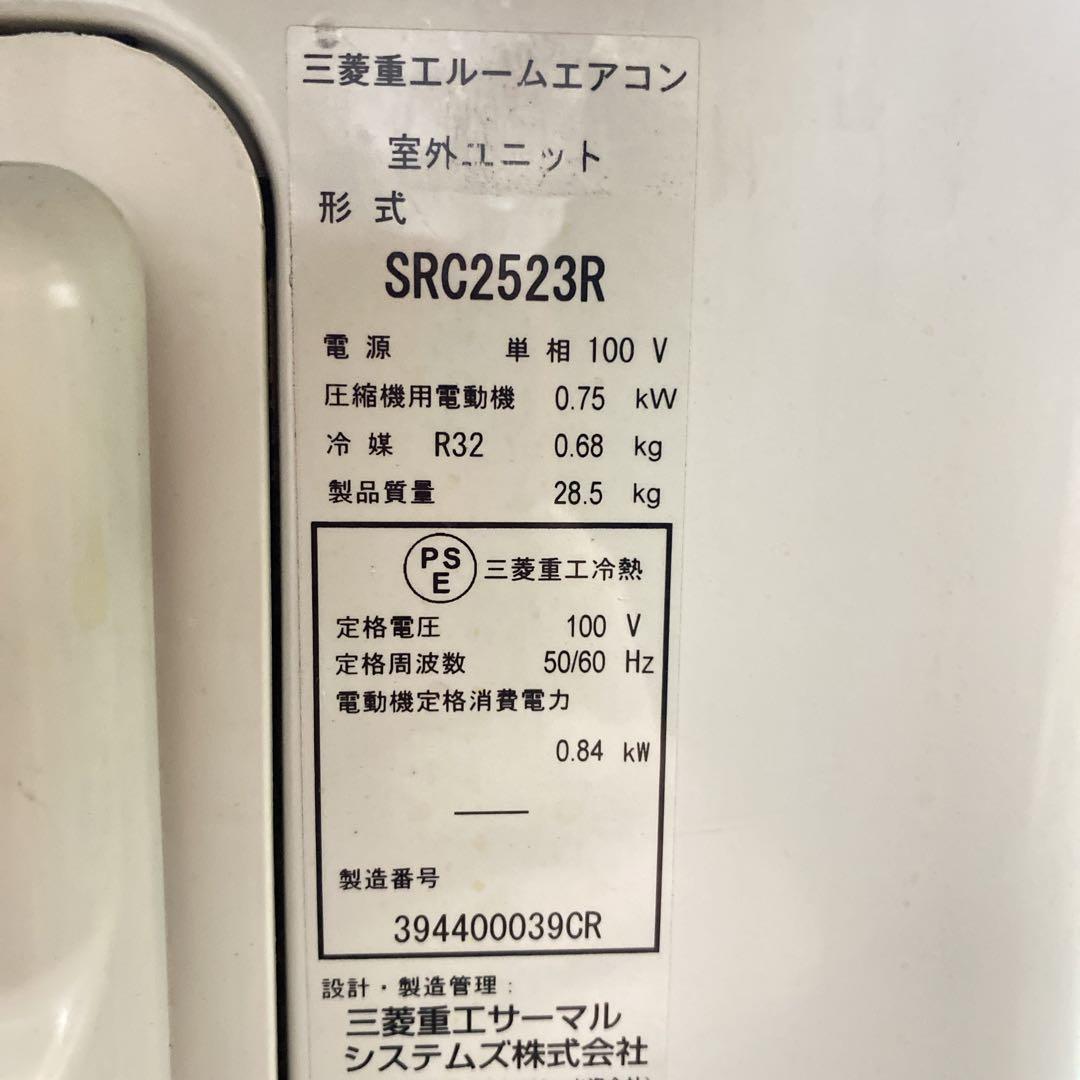 三菱重工ルームエアコン
室外ユニット
形 式
SRC2523R
電 源 単 相 100 V
圧縮機用電動機 0.75 kW
冷 媒 R32 0.68 kg
製品質量 28.5 kg
PS
E 三菱重工冷熱
定格電圧 100 V
定格周波数 50/60 Hz
電動機定格消費電力
0.84 kW
製造番号
394400039CR
設計・製造管理:
三菱重工サーマル
システムズ株式会社